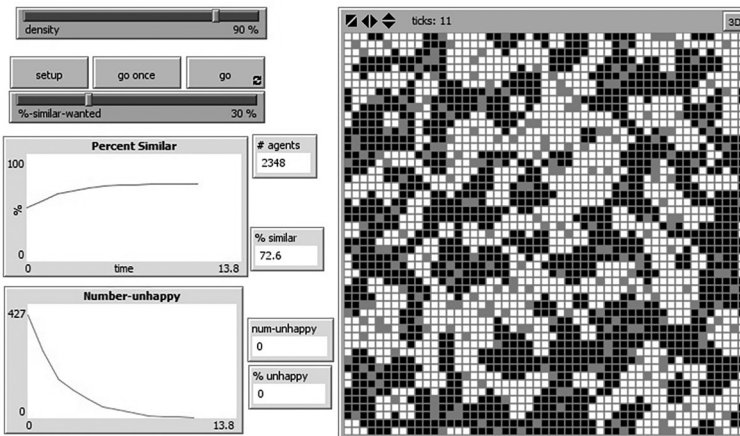 density 90 %
setup
go once
go
%-similar-wanted 30 %
Percent Similar
100
%
0
0 time 13.8
# agents
2348
% similar
72.6
Number-unhappy
427
0
0 13.8
num-unhappy
0
% unhappy
0
ticks: 11
3D